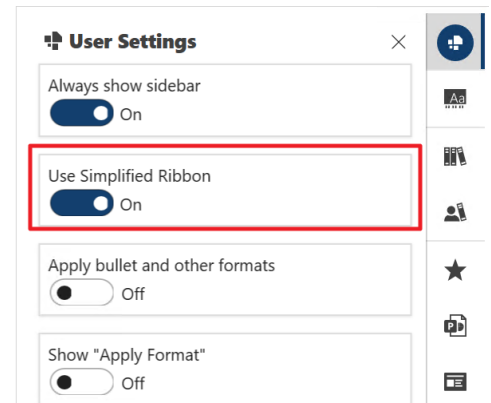 User Settings
Always show sidebar
On
Aa
Use Simplified Ribbon
On
Apply bullet and other formats
Off
P
Show "Apply Format"
Off